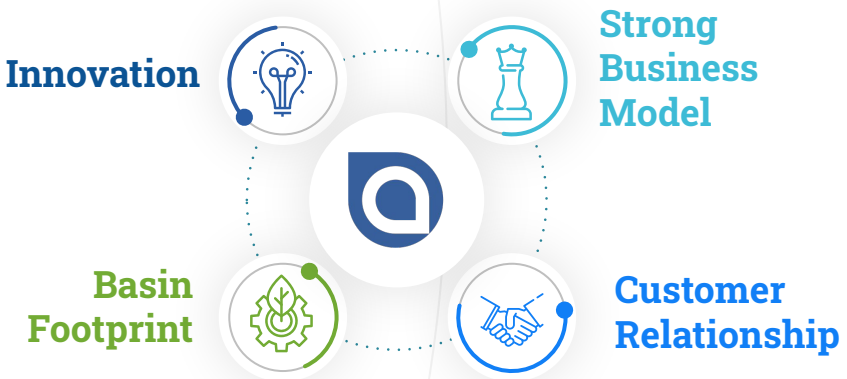 Innovation
Strong
Business
Model
Basin
Footprint
Customer
Relationship